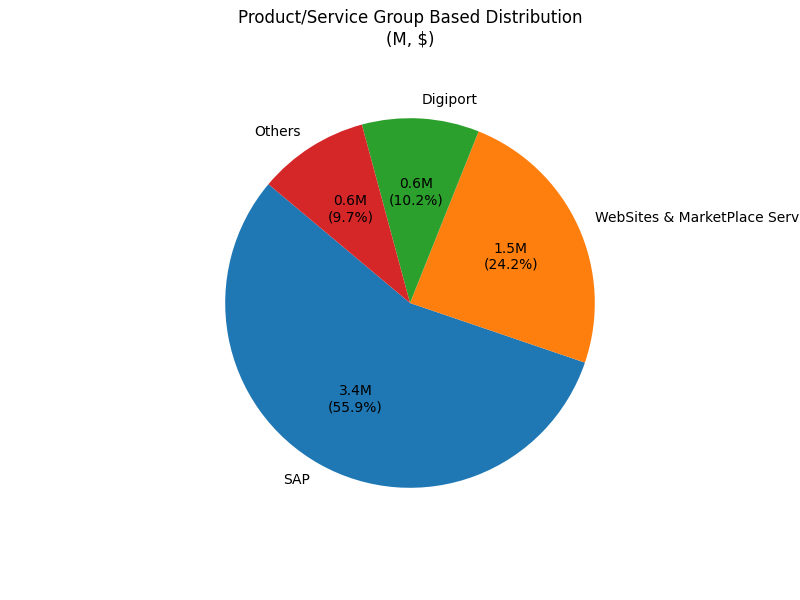 Product/Service Group Based Distribution
(M, $)
Digiport
Others
0.6M
(10.2%)
0.6M
(9.7%)
WebSites & MarketPlace Serv
1.5M
(24.2%)
3.4M
(55.9%)
SAP